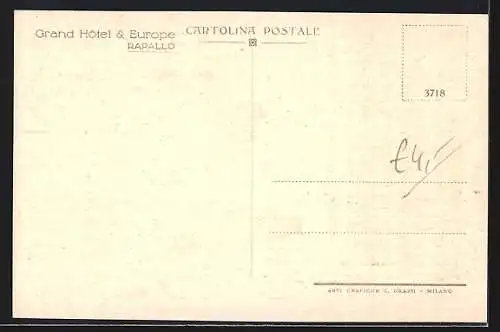 Grand Hôtel & Europe
RAPALLO
CARTOLINA POSTALE
3718
£4,-
ARTI GRAFICHE C. GRASSI - MILANO